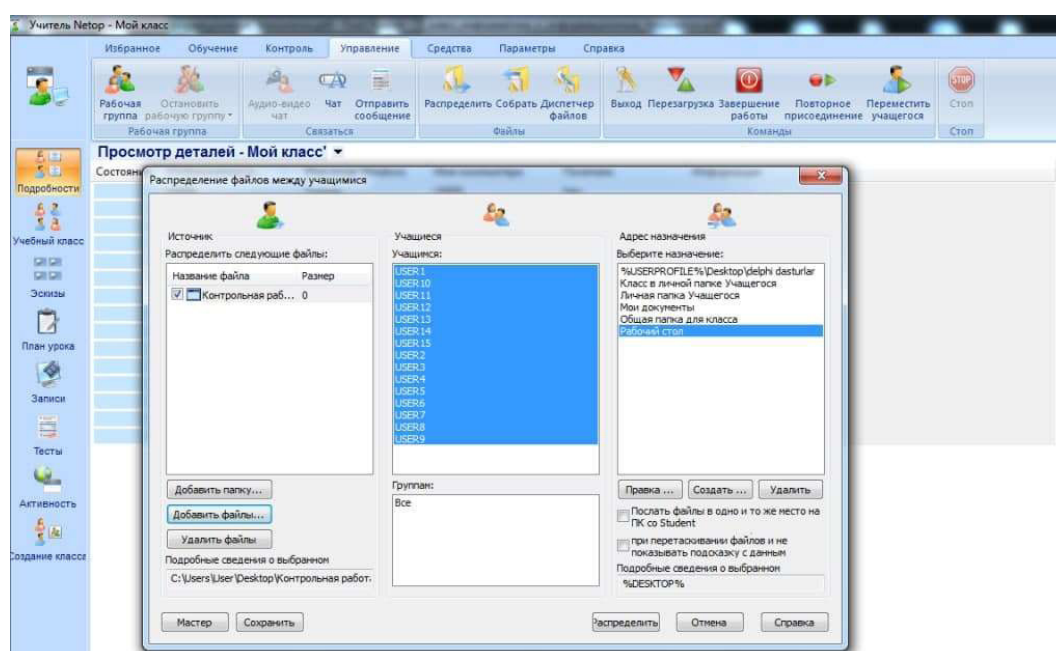 Учитель Netop - Мой класс
Избранное Обучение Контроль Управление Средства Параметры Справка
Рабочая группа Остановить рабочую группу Аудио-видео чат Чат Отправить сообщение Распределить Собрать Диспетчер файлов Выход Перезагрузка Завершение работы Повторное присоединение Переместить учащегося STOP Стоп
Рабочая группа Связаться Файлы Команды Стоп
Просмотр деталей - Мой класс'
Состоян
Подробности
Учебный класс
Эскизы
План урока
Записи
Тесты
Активность
Создание класса
Распределение файлов между учащимися
Источник
Распределить следующие файлы:
Название файла Размер
Контрольная раб... 0
Добавить папку...
Добавить файлы...
Удалить файлы
Подробные сведения о выбранном
C:\Users\User\Desktop\Контрольная работ.
Учащиеся
Учащимся:
USER1
USER10
USER11
USER12
USER13
USER14
USER15
USER2
USER3
USER4
USER5
USER6
USER7
USER8
USER9
Группам:
Все
Адрес назначения
Выберите назначение:
%USERPROFILE%\Desktop\delphi dasturlar
Класс в личной папке Учащегося
Личная папка Учащегося
Мои документы
Общая папка для класса
Рабочий стол
Правка ... Создать ... Удалить
Послать файлы в одно и то же место на
ПК со Student
при перетаскивании файлов и не
показывать подсказку с данным
Подробные сведения о выбранном
%DESKTOP%
Мастер Сохранить Распределить Отмена Справка